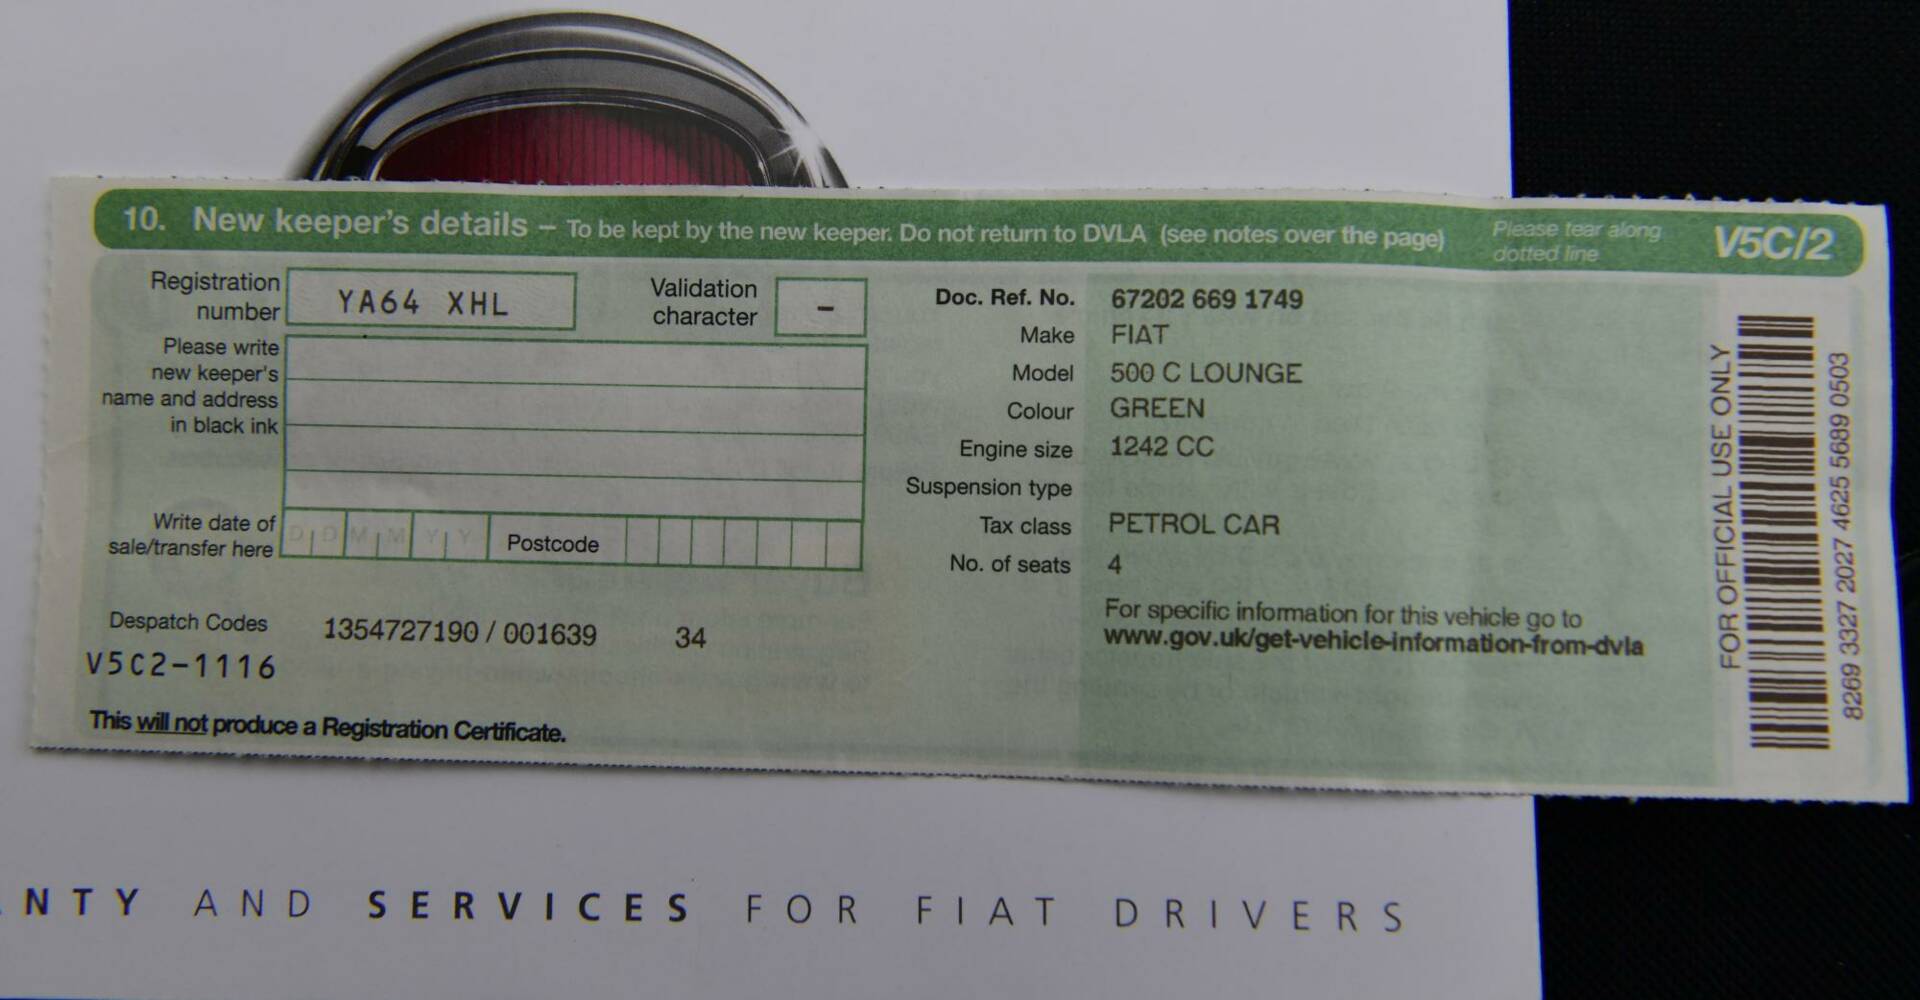 10. New keeper's details – To be kept by the new keeper. Do not return to DVLA (see notes over the page)
Please tear along
dotted line
V5C/2
Registration
number
YA64 XHL
Validation
character
–
Please write
new keeper's
name and address
in black ink
Write date of
sale/transfer here
D D M M Y Y
Postcode
Despatch Codes
1354727190 / 001639 34
V5C2-1116
This will not produce a Registration Certificate.
Doc. Ref. No. 67202 669 1749
Make FIAT
Model 500 C LOUNGE
Colour GREEN
Engine size 1242 CC
Suspension type
Tax class PETROL CAR
No. of seats 4
For specific information for this vehicle go to
www.gov.uk/get-vehicle-information-from-dvla
FOR OFFICIAL USE ONLY
8269 3327 2027 4625 5689 0503
NTY AND SERVICES FOR FIAT DRIVERS